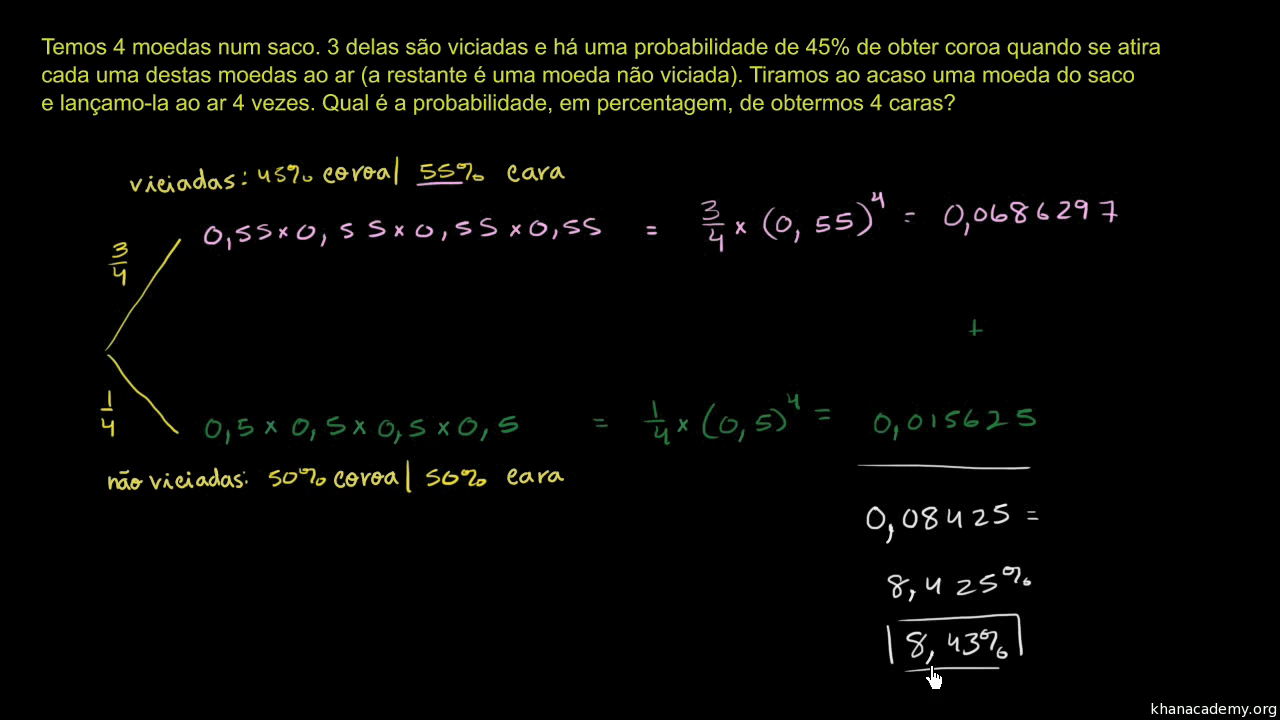 Temos 4 moedas num saco. 3 delas são viciadas e há uma probabilidade de 45% de obter coroa quando se atira
cada uma destas moedas ao ar (a restante é uma moeda não viciada). Tiramos ao acaso uma moeda do saco
e lançamo-la ao ar 4 vezes. Qual é a probabilidade, em percentagem, de obtermos 4 caras?
viciadas: 45% coroa | 55% cara
3/4 0,55 x 0,55 x 0,55 x 0,55 = 3/4 x (0,55)^4 = 0,0686297
+
1/4 0,5 x 0,5 x 0,5 x 0,5 = 1/4 x (0,5)^4 = 0,015625
não viciadas: 50% coroa | 50% cara
0,08425 =
8,425%
8,43%
khanacademy.org